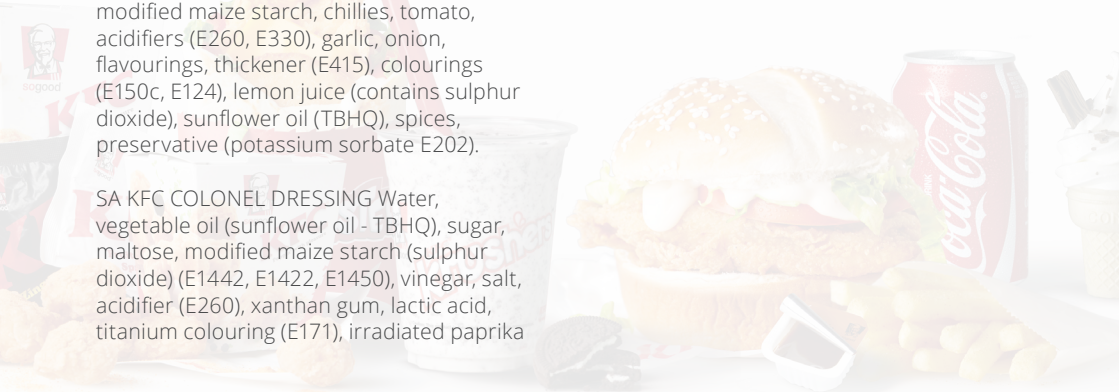 modified maize starch, chillies, tomato,
acidifiers (E260, E330), garlic, onion,
flavourings, thickener (E415), colourings
(E150c, E124), lemon juice (contains sulphur
dioxide), sunflower oil (TBHQ), spices,
preservative (potassium sorbate E202).
SA KFC COLONEL DRESSING Water,
vegetable oil (sunflower oil - TBHQ), sugar,
maltose, modified maize starch (sulphur
dioxide) (E1442, E1422, E1450), vinegar, salt,
acidifier (E260), xanthan gum, lactic acid,
titanium colouring (E171), irradiated paprika
sogood
Coca-Cola